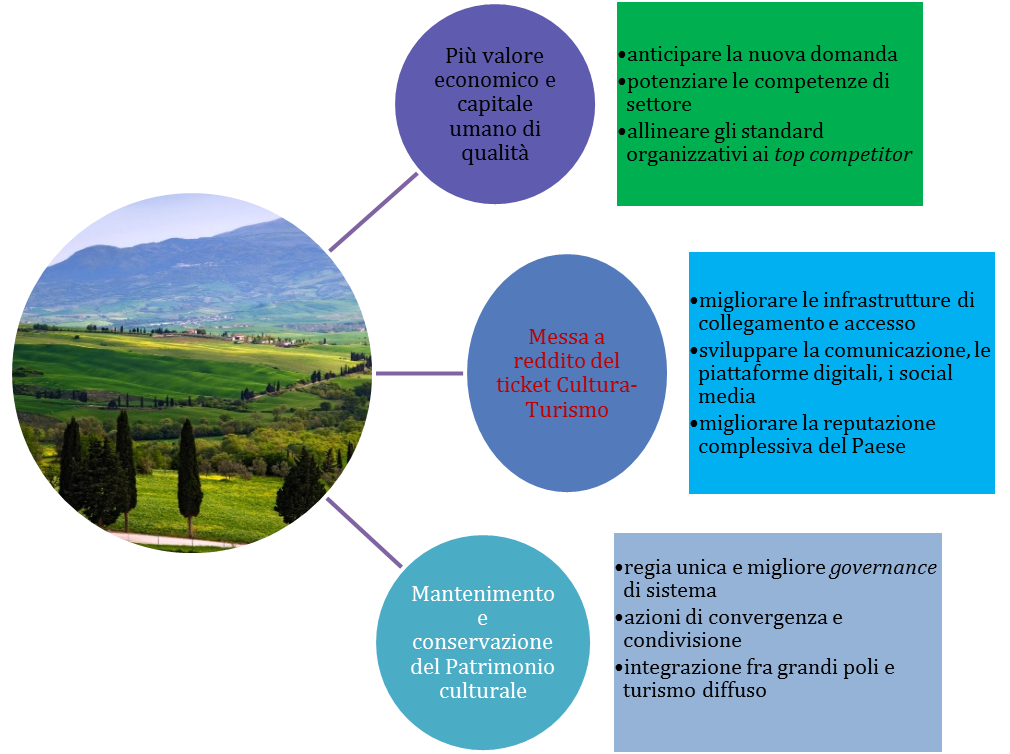 Più valore
economico e
capitale
umano di
qualità
•anticipare la nuova domanda
•potenziare le competenze di
settore
•allineare gli standard
organizzativi ai top competitor
Messa a
reddito del
ticket Cultura-
Turismo
•migliorare le infrastrutture di
collegamento e accesso
•sviluppare la comunicazione, le
piattaforme digitali, i social
media
•migliorare la reputazione
complessiva del Paese
Mantenimento
e
conservazione
del Patrimonio
culturale
•regia unica e migliore governance
di sistema
•azioni di convergenza e
condivisione
•integrazione fra grandi poli e
turismo diffuso